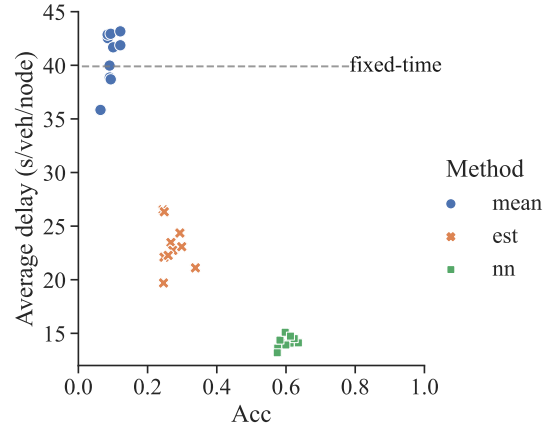 45
40
35
30
25
20
15
Average delay (s/veh/node)
fixed-time
0.0 0.2 0.4 0.6 0.8 1.0
Acc
Method
mean
est
nn